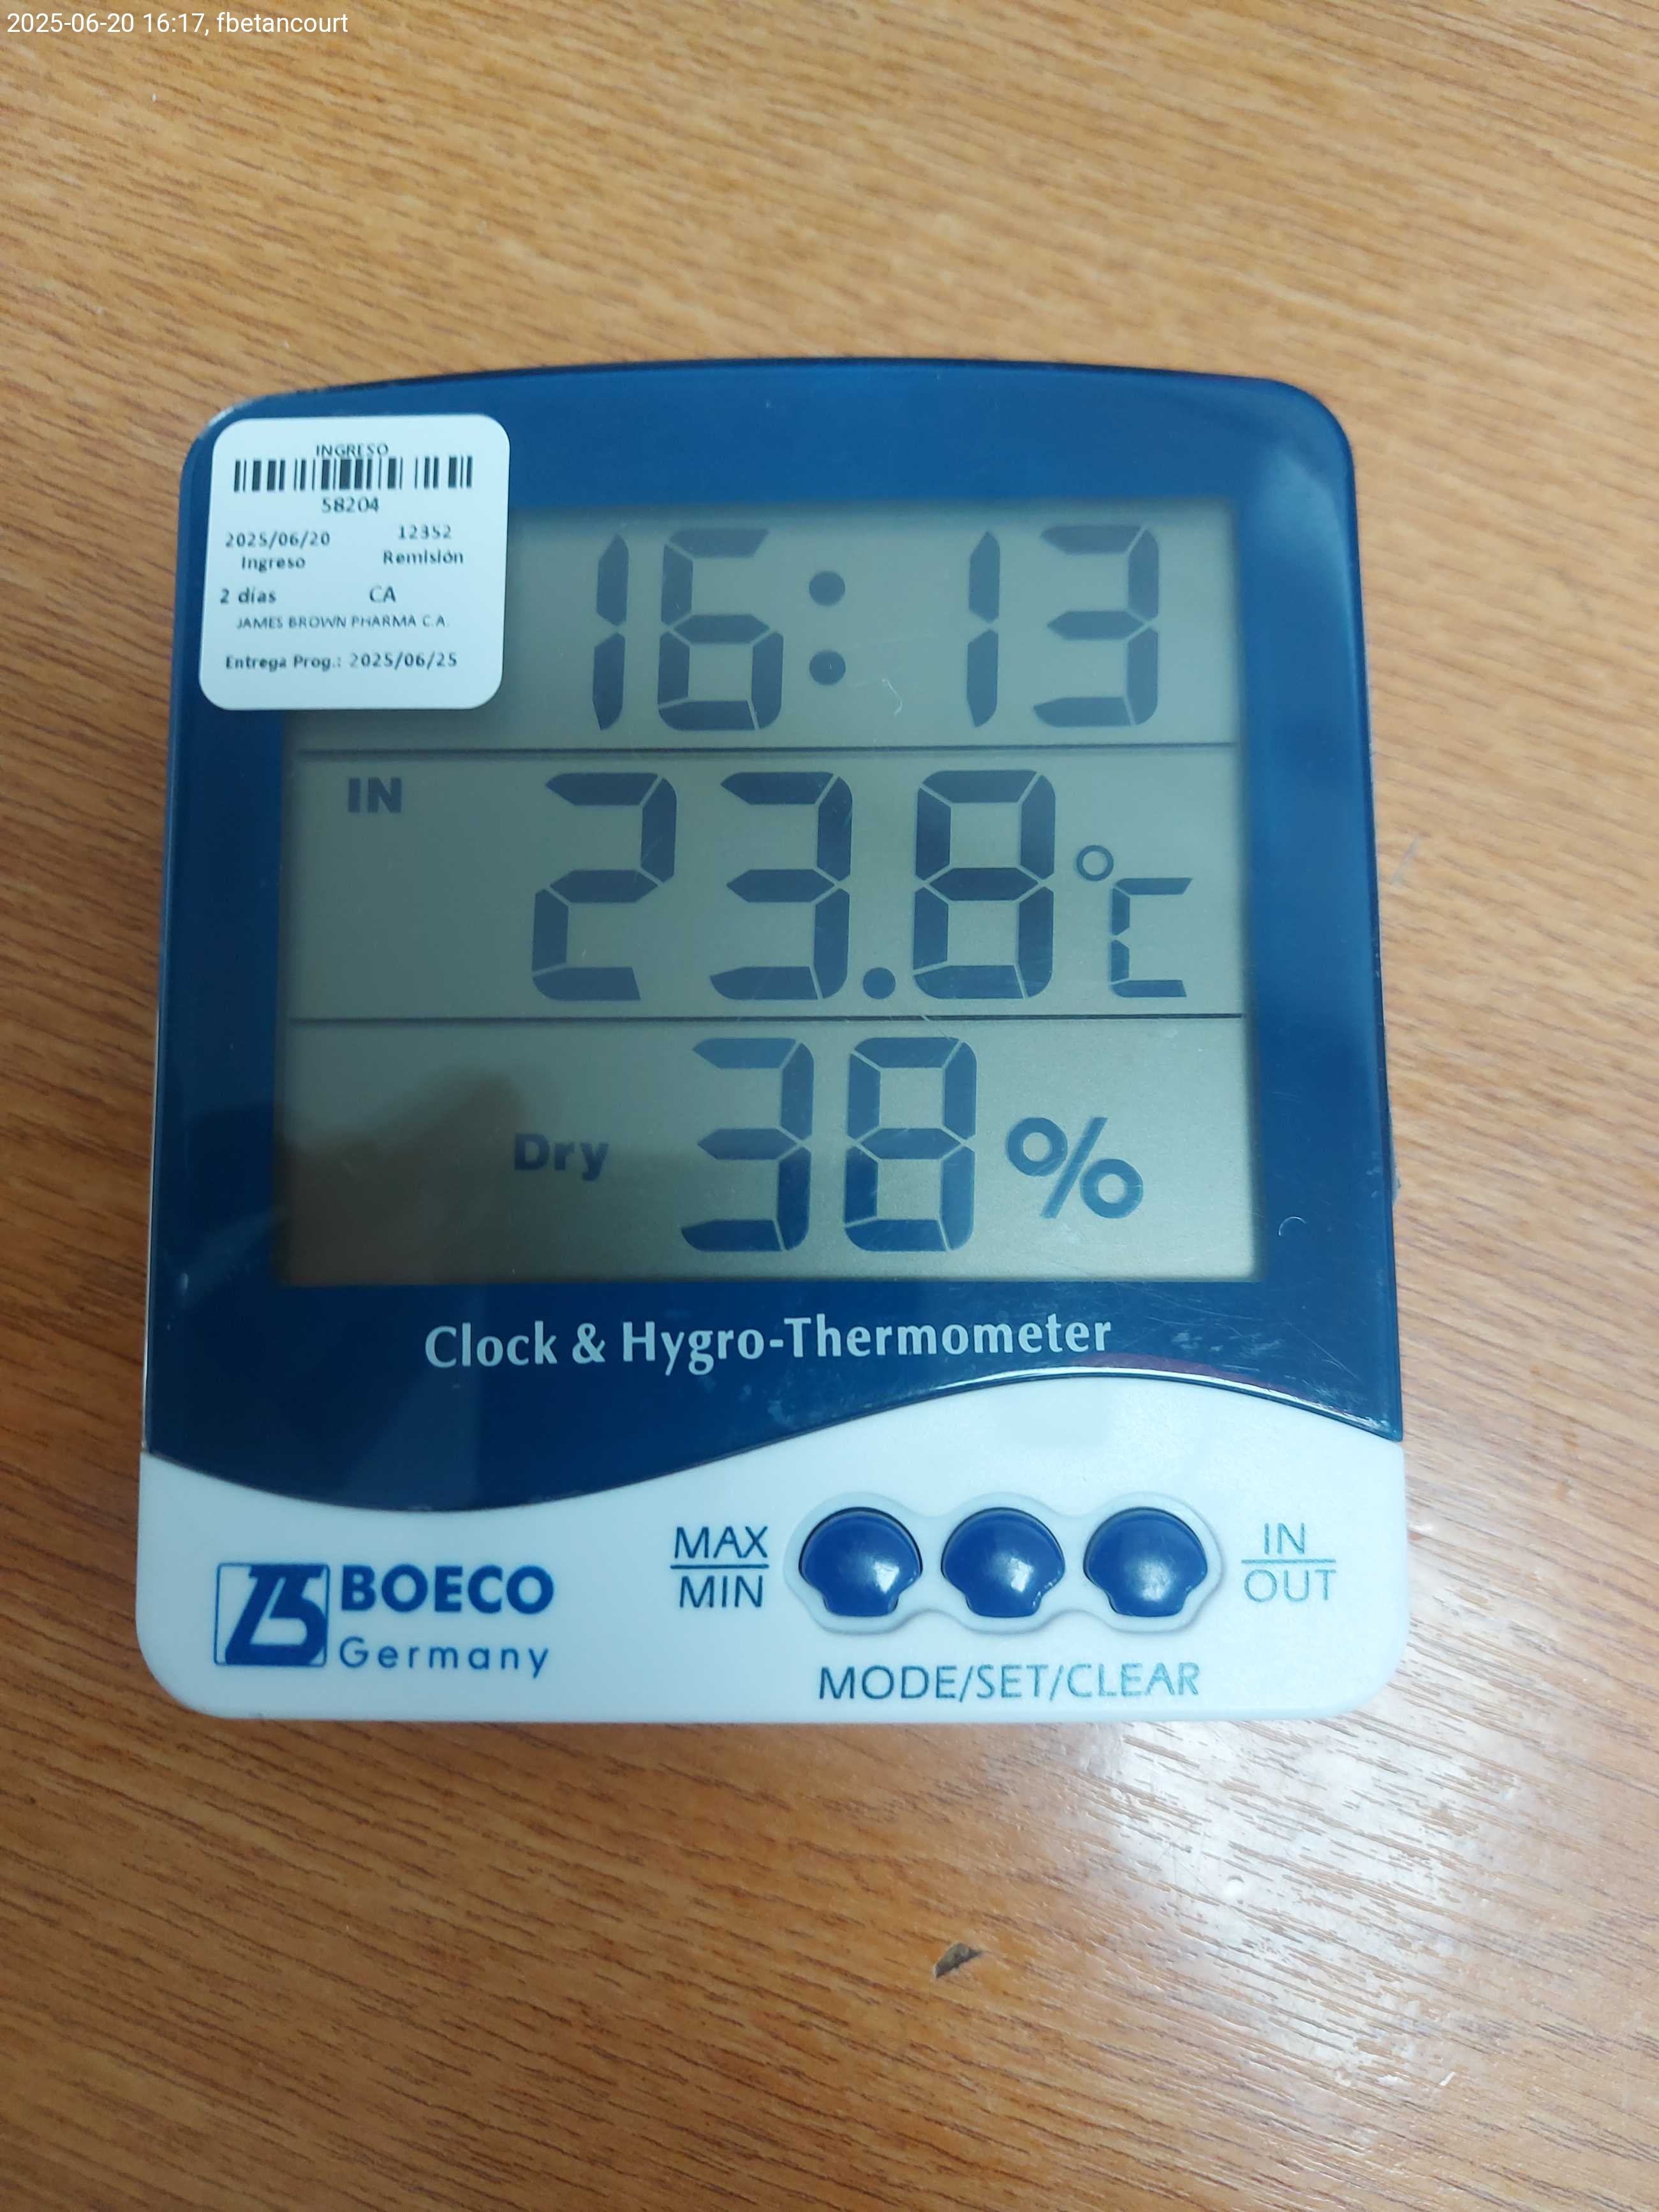 2025-06-20 16:17, fbetancourt
INGRESO
58204
2025/06/20 12352
Ingreso Remisión
2 días CA
JAMES BROWN PHARMA C.A.
Entrega Prog.: 2025/06/25
16:13
IN 23.8 °C
Dry 38 %
Clock & Hygro-Thermometer
MAX
MIN
IN
OUT
MODE/SET/CLEAR
BOECO
Germany